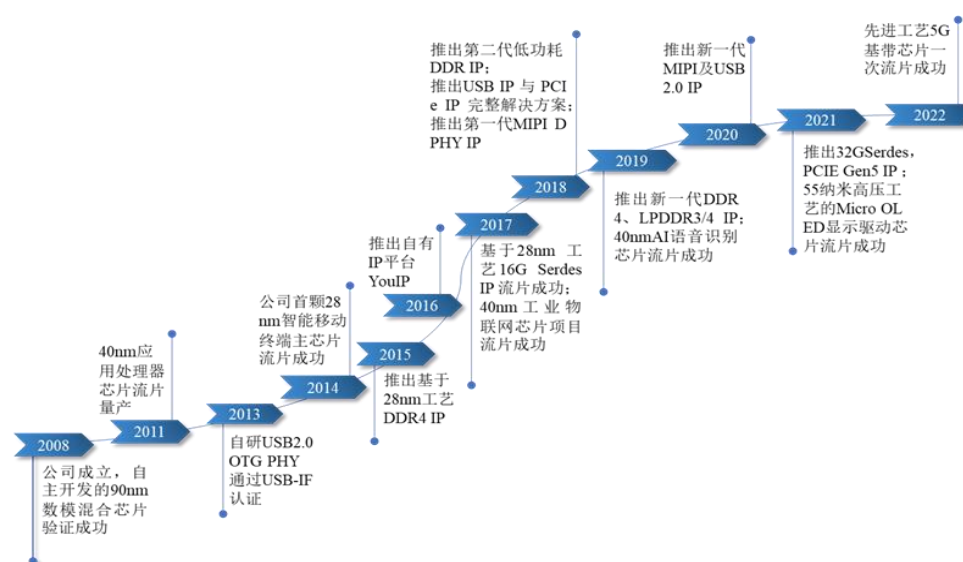 2008
公司成立，自
主开发的90nm
数模混合芯片
验证成功
2011
40nm应
用处理器
芯片流片
量产
2013
自研USB2.0
OTG PHY
通过USB-IF
认证
2014
公司首颗28
nm智能移动
终端主芯片
流片成功
2015
推出基于
28nm工艺
DDR4 IP
2016
推出自有
IP平台
YouIP
2017
基于28nm 工
艺16G Serdes
IP 流片成功；
40nm 工 业 物
联网芯片项目
流片成功
2018
推出第二代低功耗
DDR IP；
推出USB IP 与 PCI
e IP 完整解决方案；
推出第一代MIPI D
PHY IP
2019
推出新一代DDR
4、LPDDR3/4 IP；
40nmAI语音识别
芯片流片成功
2020
推出新一代
MIPI及USB
2.0 IP
2021
推出32GSerdes，
PCIE Gen5 IP；
55纳米高压工
艺的Micro OL
ED显示驱动芯
片流片成功
2022
先进工艺5G
基带芯片一
次流片成功